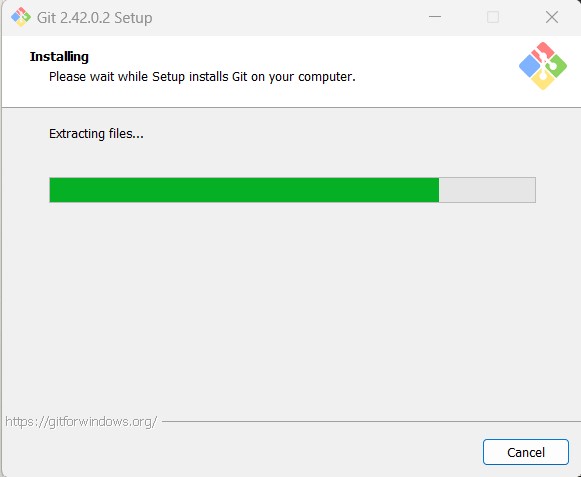 Git 2.42.0.2 Setup
Installing
Please wait while Setup installs Git on your computer.
Extracting files...
https://gitforwindows.org/
Cancel